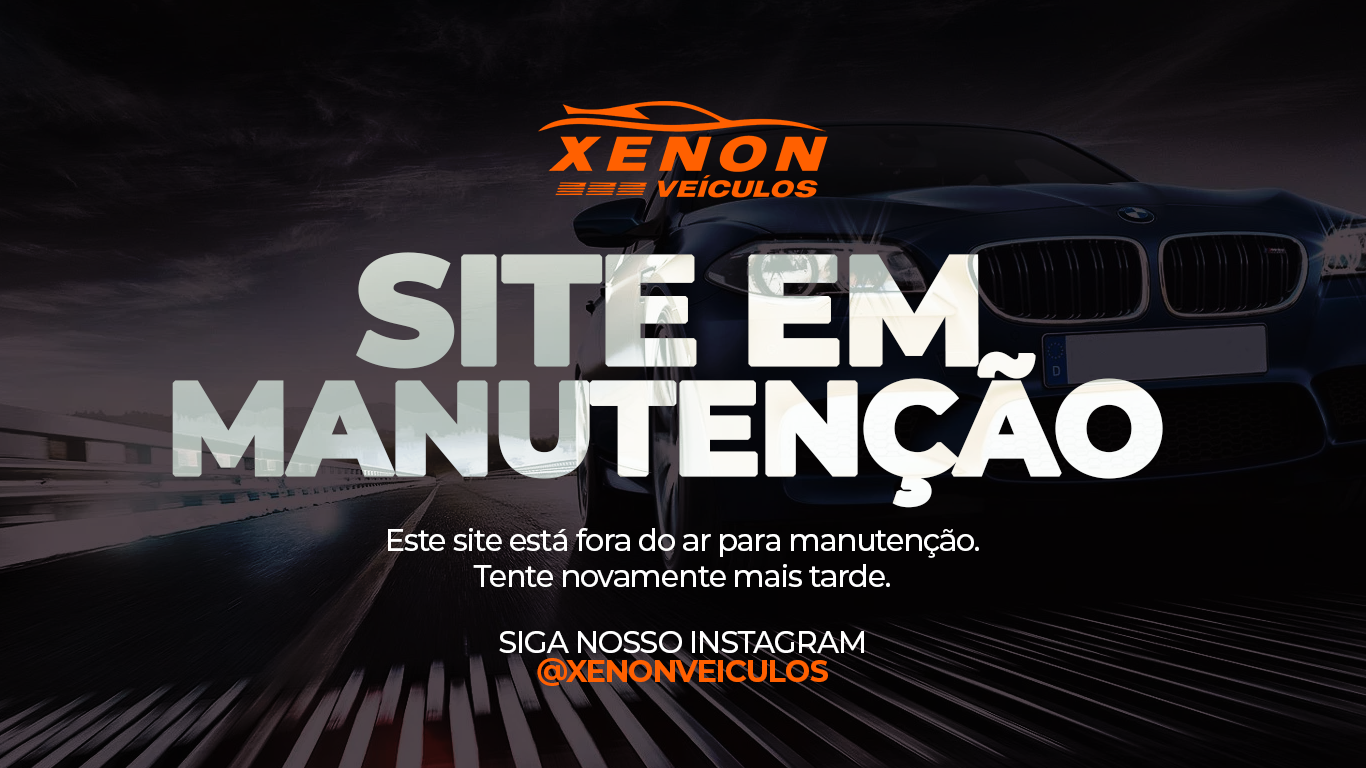 XENON
VEÍCULOS
SITE EM
MANUTENÇÃO
Este site está fora do ar para manutenção.
Tente novamente mais tarde.
SIGA NOSSO INSTAGRAM
@XENONVEICULOS
D